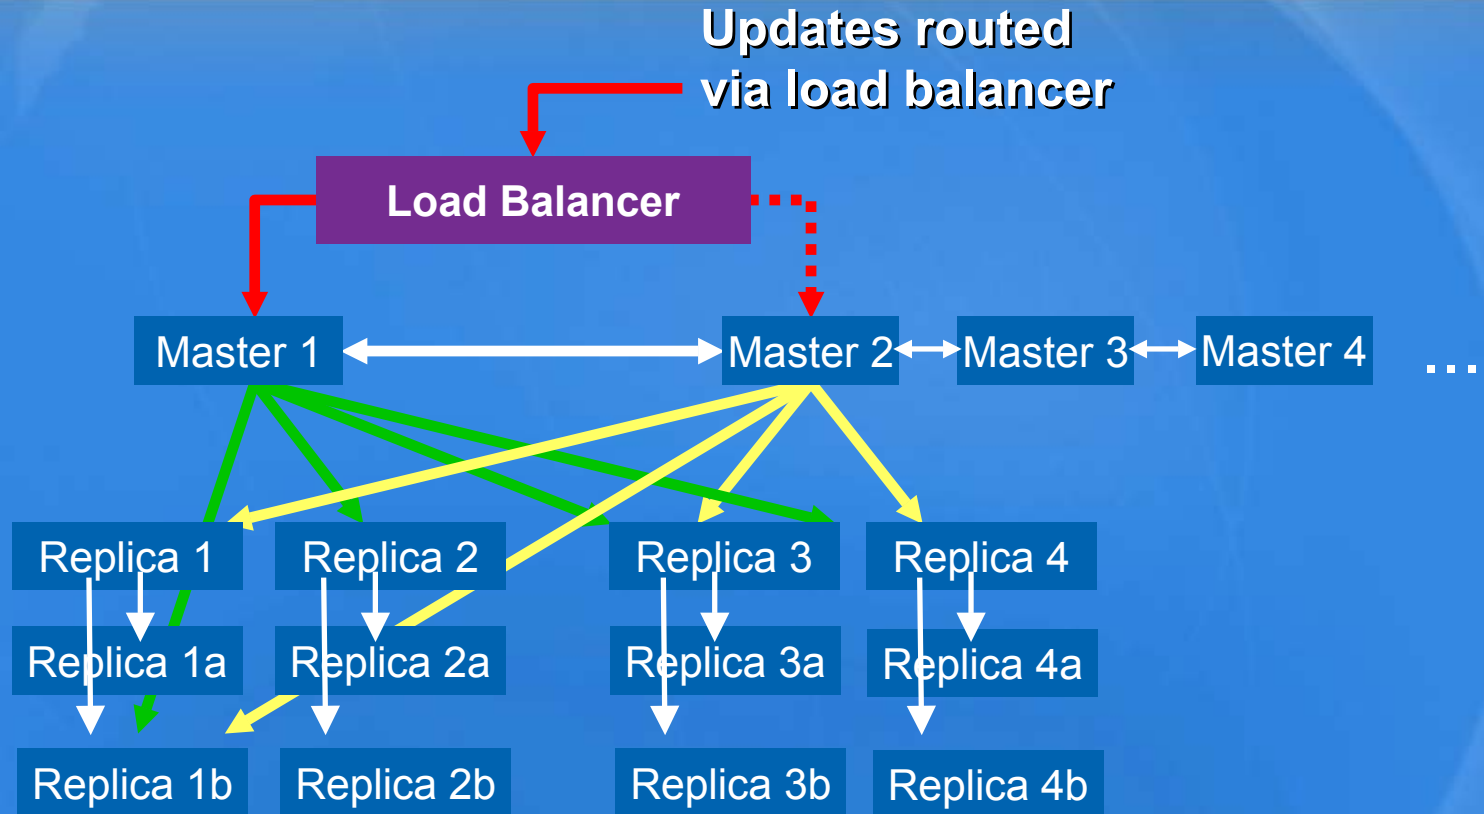 Updates routed
via load balancer
Load Balancer
Master 1
Master 2
Master 3
Master 4
...
Replica 1
Replica 2
Replica 3
Replica 4
Replica 1a
Replica 2a
Replica 3a
Replica 4a
Replica 1b
Replica 2b
Replica 3b
Replica 4b